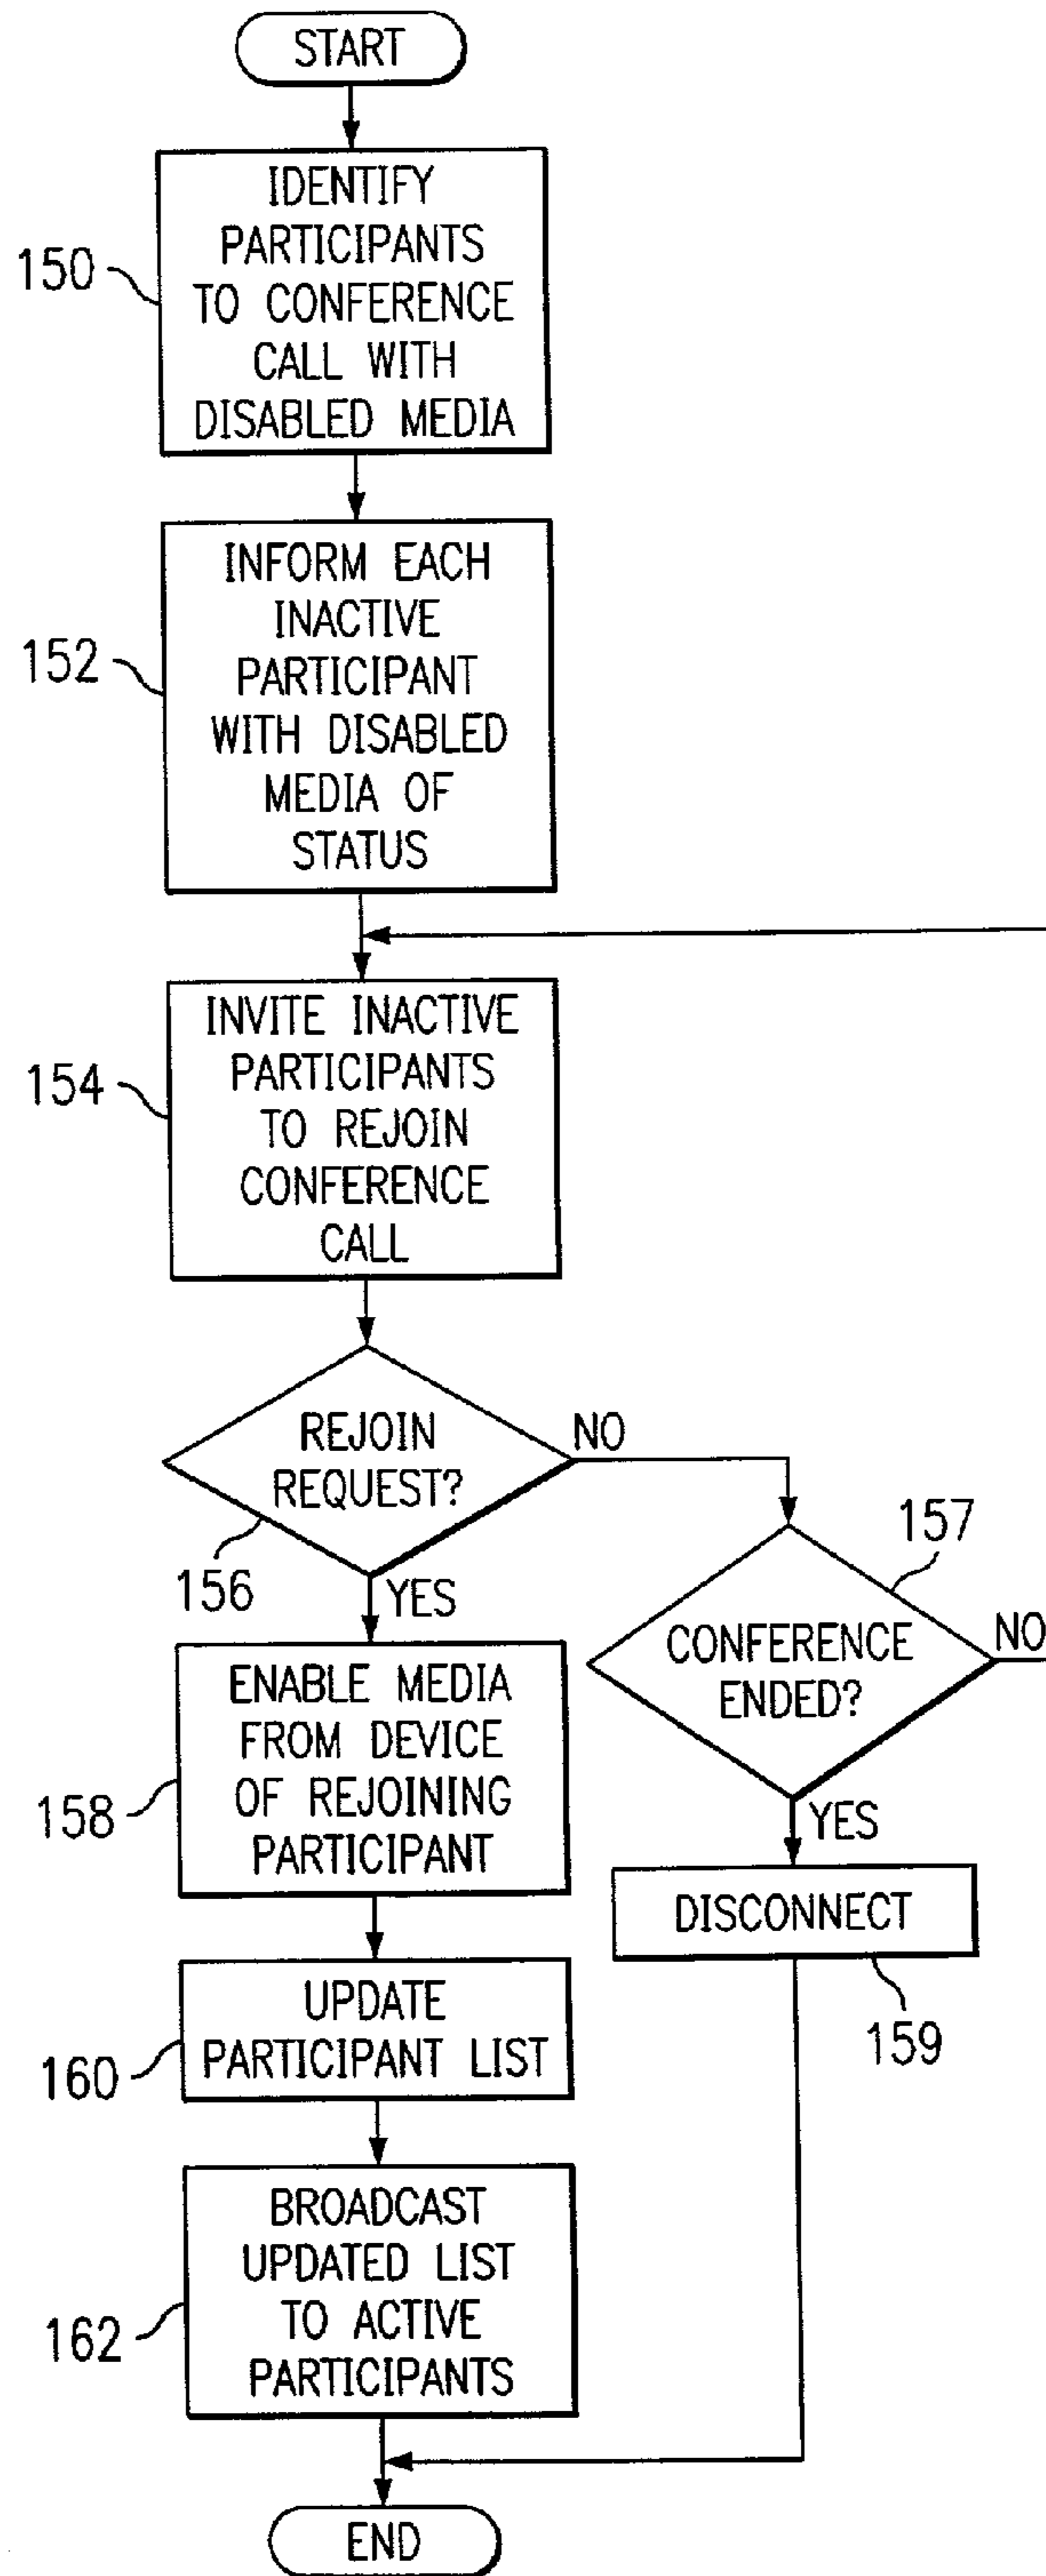 START
IDENTIFY
PARTICIPANTS
TO CONFERENCE
CALL WITH
DISABLED MEDIA
150
INFORM EACH
INACTIVE
PARTICIPANT
WITH DISABLED
MEDIA OF
STATUS
152
INVITE INACTIVE
PARTICIPANTS
TO REJOIN
CONFERENCE
CALL
154
REJOIN
REQUEST?
NO
156
YES
157
CONFERENCE
ENDED?
NO
YES
ENABLE MEDIA
FROM DEVICE
OF REJOINING
PARTICIPANT
158
DISCONNECT
159
UPDATE
PARTICIPANT LIST
160
BROADCAST
UPDATED LIST
TO ACTIVE
PARTICIPANTS
162
END